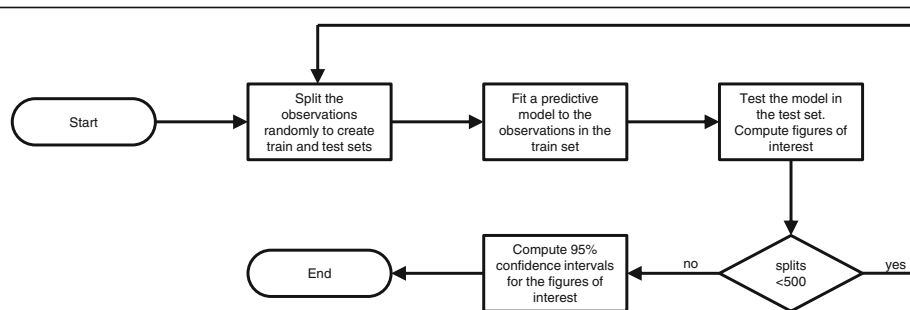 Start
Split the
observations
randomly to create
train and test sets
Fit a predictive
model to the
observations in the
train set
Test the model in
the test set.
Compute figures of
interest
splits
<500
yes
no
Compute 95%
confidence intervals
for the figures of
interest
End